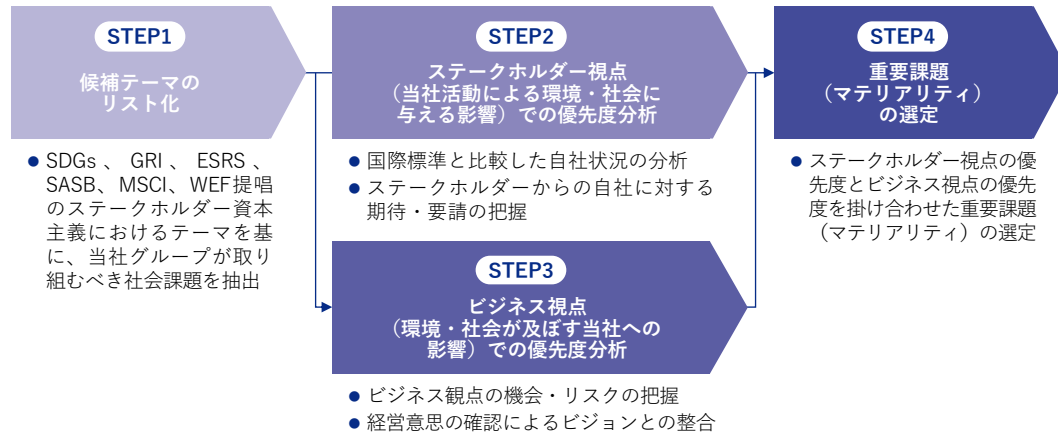 STEP1
候補テーマの
リスト化
● SDGs 、 GRI 、 ESRS 、
SASB、MSCI、WEF提唱
のステークホルダー資本
主義におけるテーマを基
に、当社グループが取り
組むべき社会課題を抽出
STEP2
ステークホルダー視点
（当社活動による環境・社会に
与える影響）での優先度分析
● 国際標準と比較した自社状況の分析
● ステークホルダーからの自社に対する
期待・要請の把握
STEP3
ビジネス視点
（環境・社会が及ぼす当社への
影響）での優先度分析
● ビジネス観点の機会・リスクの把握
● 経営意思の確認によるビジョンとの整合
STEP4
重要課題
（マテリアリティ）
の選定
● ステークホルダー視点の優
先度とビジネス視点の優先
度を掛け合わせた重要課題
（マテリアリティ）の選定